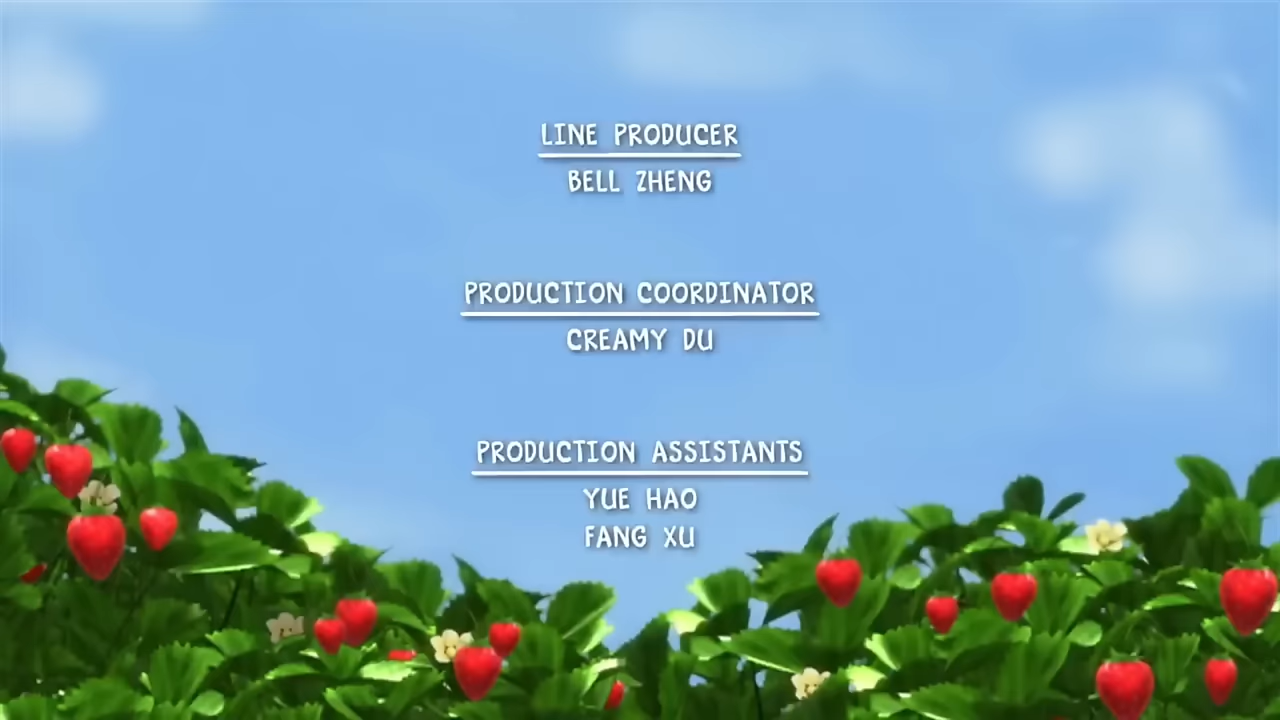 LINE PRODUCER
BELL ZHENG
PRODUCTION COORDINATOR
CREAMY DU
PRODUCTION ASSISTANTS
YUE HAO
FANG XU